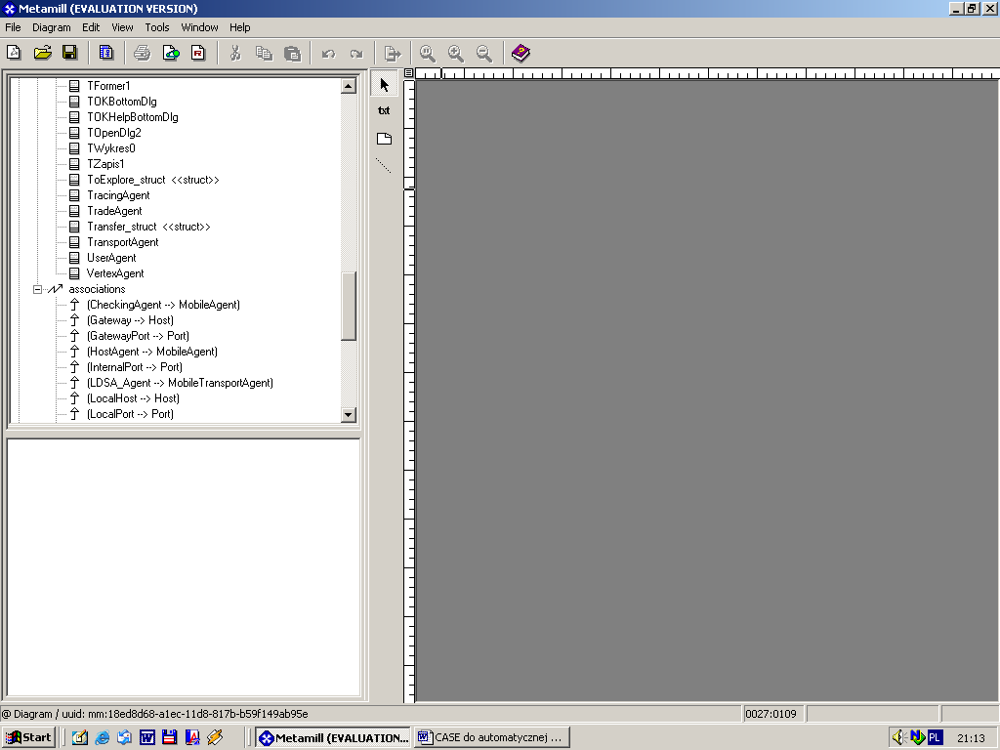 Metamill (EVALUATION VERSION)
File Diagram Edit View Tools Window Help
TFormer1
TOKBottomDlg
TOKHelpBottomDlg
TOpenDlg2
TWykres0
TZapis1
ToExplore_struct <<struct>>
TracingAgent
TradeAgent
Transfer_struct <<struct>>
TransportAgent
UserAgent
VertexAgent
associations
(CheckingAgent --> MobileAgent)
(Gateway --> Host)
(GatewayPort --> Port)
(HostAgent --> MobileAgent)
(InternalPort --> Port)
(LDSA_Agent --> MobileTransportAgent)
(LocalHost --> Host)
(LocalPort --> Port)
txt
@ Diagram / uuid: mm:18ed8d68-a1ec-11d8-817b-b59f149ab95e
0027:0109
Start
Metamill (EVALUATION...
CASE do automatycznej ...
PL
21:13